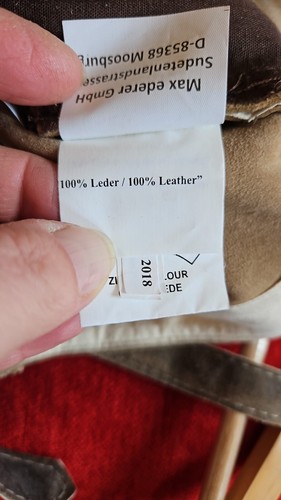 Max ederer GmbH
Sudetenlandstrasse
D-85368 Moosburg
100% Leder / 100% Leather”
2018